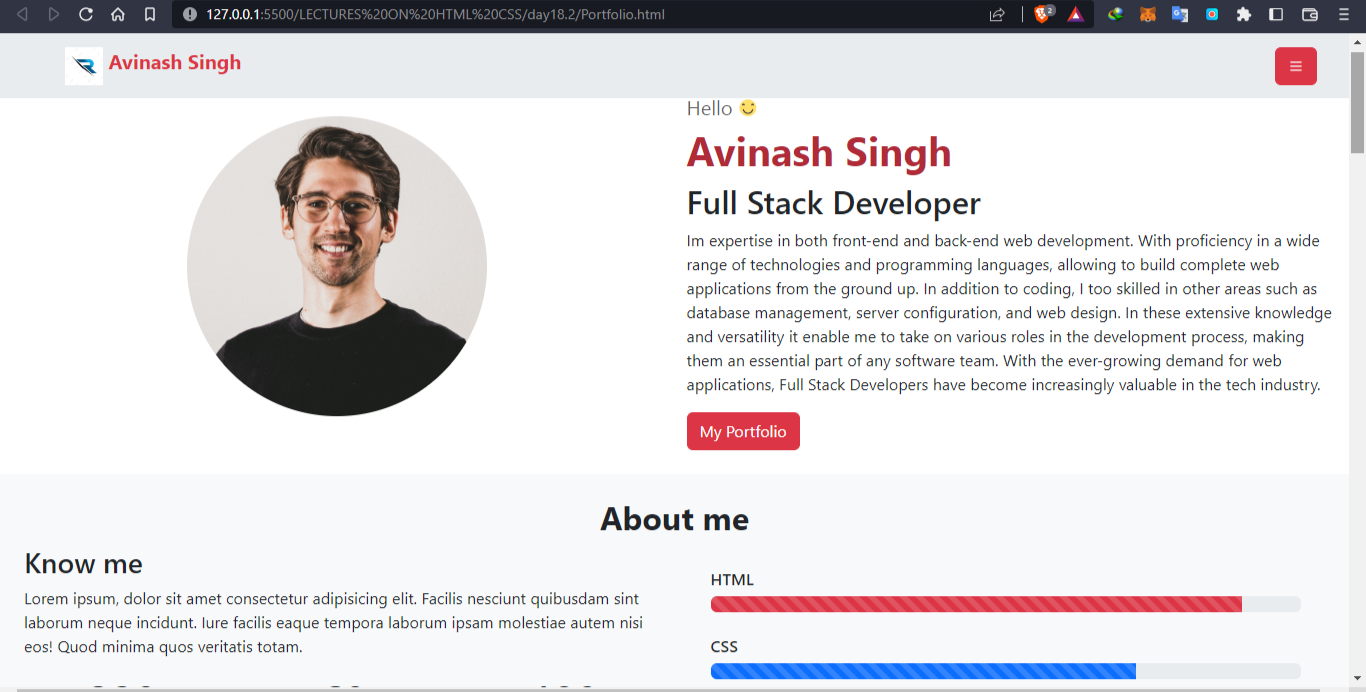 127.0.0.1:5500/LECTURES%20ON%20HTML%20CSS/day18.2/Portfolio.html
2
Avinash Singh
Hello
Avinash Singh
Full Stack Developer
Im expertise in both front-end and back-end web development. With proficiency in a wide
range of technologies and programming languages, allowing to build complete web
applications from the ground up. In addition to coding, I too skilled in other areas such as
database management, server configuration, and web design. In these extensive knowledge
and versatility it enable me to take on various roles in the development process, making
them an essential part of any software team. With the ever-growing demand for web
applications, Full Stack Developers have become increasingly valuable in the tech industry.
My Portfolio
About me
Know me
Lorem ipsum, dolor sit amet consectetur adipisicing elit. Facilis nesciunt quibusdam sint
laborum neque incidunt. Iure facilis eaque tempora laborum ipsam molestiae autem nisi
eos! Quod minima quos veritatis totam.
HTML
CSS